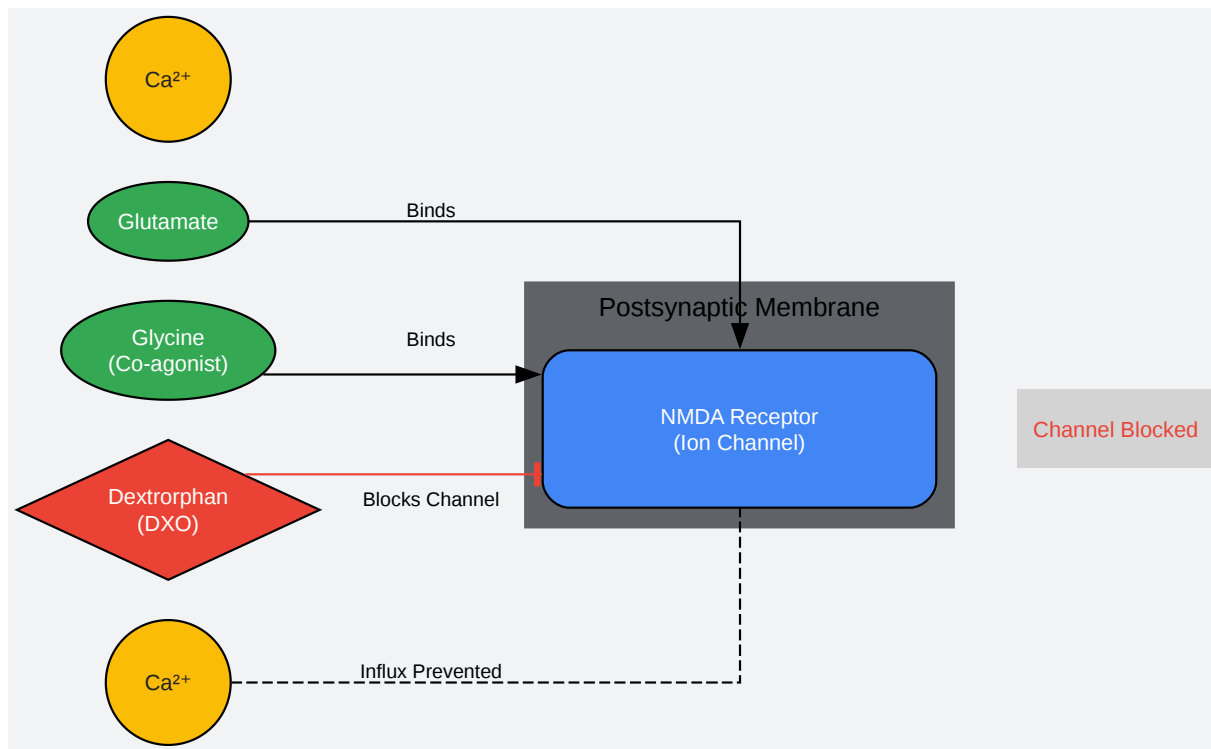 Ca²⁺
Glutamate
Binds
Postsynaptic Membrane
Glycine
(Co-agonist)
Binds
NMDA Receptor
(Ion Channel)
Channel Blocked
Dextrorphan
(DXO)
Blocks Channel
Ca²⁺
Influx Prevented